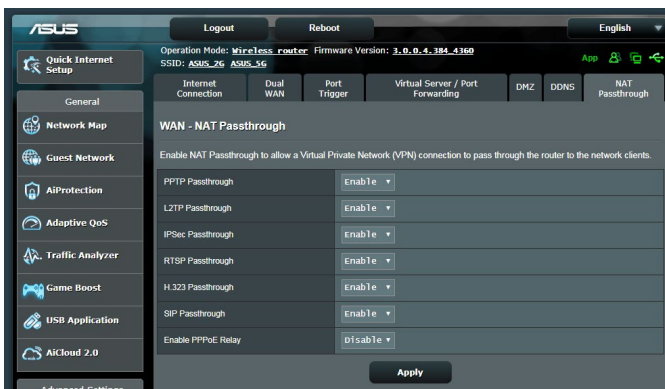 ASUS
Logout
Reboot
English
Quick Internet
Setup
Operation Mode: Wireless router Firmware Version: 3.0.0.4.384_4360
SSID: ASUS_2G ASUS_5G
App
General
Network Map
Guest Network
AiProtection
Adaptive QoS
Traffic Analyzer
Game Boost
USB Application
AiCloud 2.0
Advanced Settings
Internet
Connection
Dual
WAN
Port
Trigger
Virtual Server / Port
Forwarding
DMZ
DDNS
NAT
Passthrough
WAN - NAT Passthrough
Enable NAT Passthrough to allow a Virtual Private Network (VPN) connection to pass through the router to the network clients.
PPTP Passthrough Enable
L2TP Passthrough Enable
IPSec Passthrough Enable
RTSP Passthrough Enable
H.323 Passthrough Enable
SIP Passthrough Enable
Enable PPPoE Relay Disable
Apply